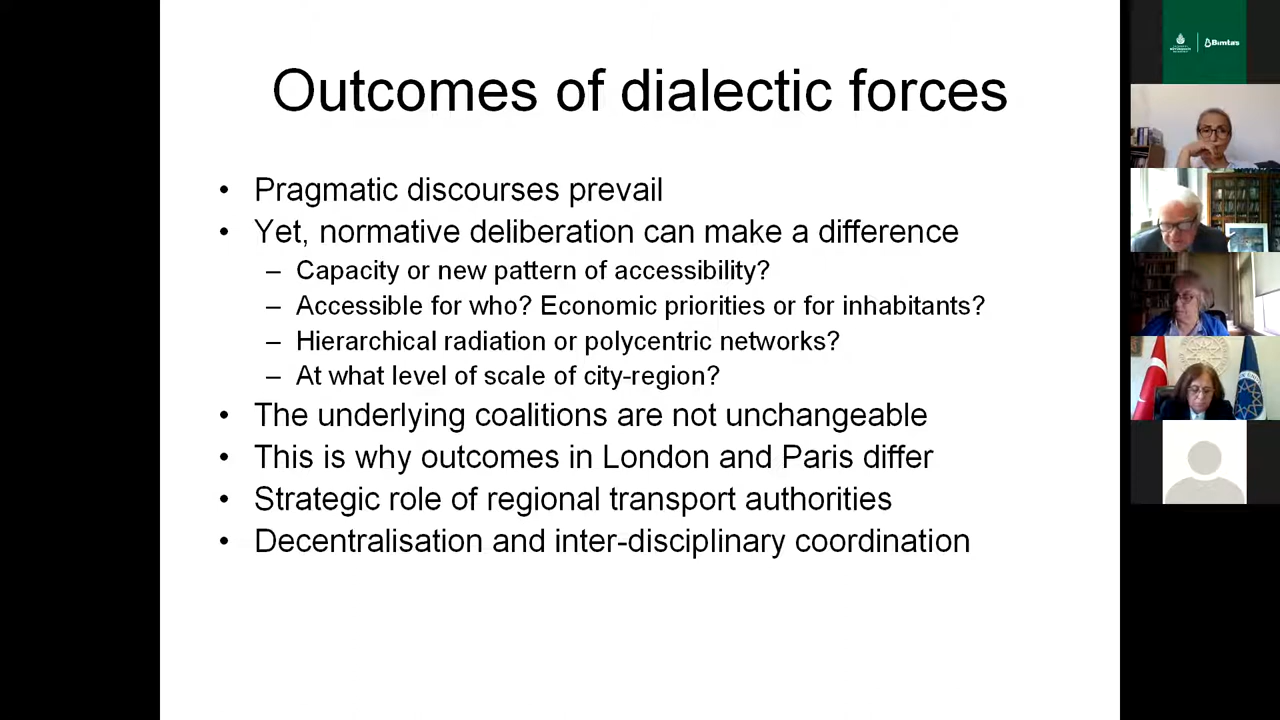 Outcomes of dialectic forces
• Pragmatic discourses prevail
• Yet, normative deliberation can make a difference
– Capacity or new pattern of accessibility?
– Accessible for who? Economic priorities or for inhabitants?
– Hierarchical radiation or polycentric networks?
– At what level of scale of city-region?
• The underlying coalitions are not unchangeable
• This is why outcomes in London and Paris differ
• Strategic role of regional transport authorities
• Decentralisation and inter-disciplinary coordination
Bimtaş